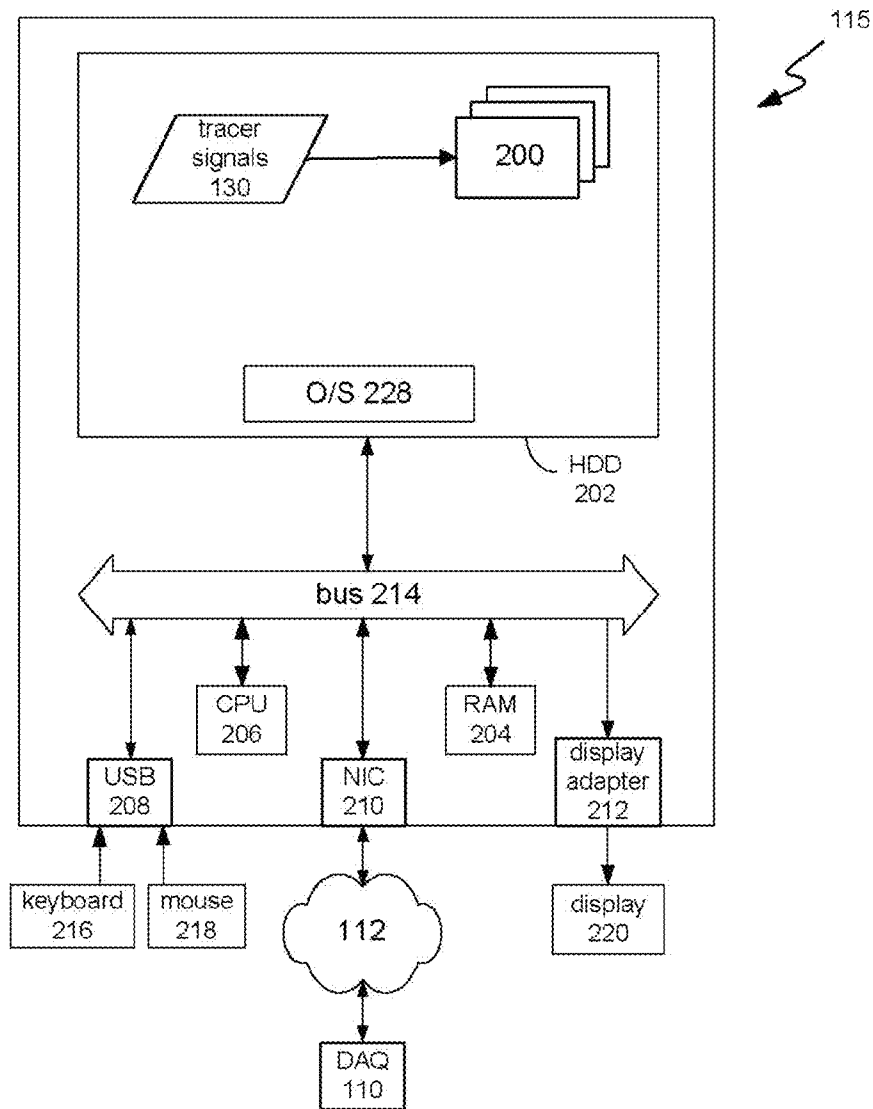 115
tracer
signals
130
200
O/S 228
HDD
202
bus 214
CPU
206
RAM
204
USB
208
NIC
210
display
adapter
212
keyboard
216
mouse
218
112
display
220
DAQ
110